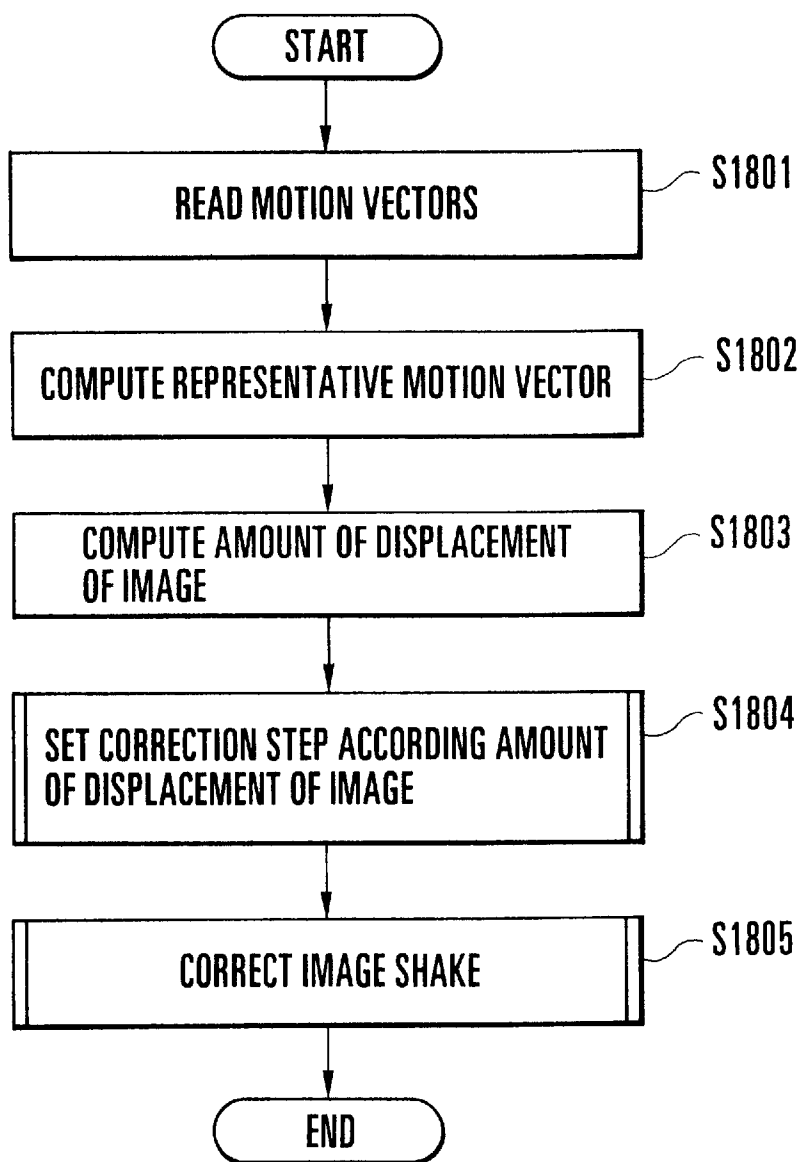 START
READ MOTION VECTORS
S1801
COMPUTE REPRESENTATIVE MOTION VECTOR
S1802
COMPUTE AMOUNT OF DISPLACEMENT
OF IMAGE
S1803
SET CORRECTION STEP ACCORDING AMOUNT
OF DISPLACEMENT OF IMAGE
S1804
CORRECT IMAGE SHAKE
S1805
END